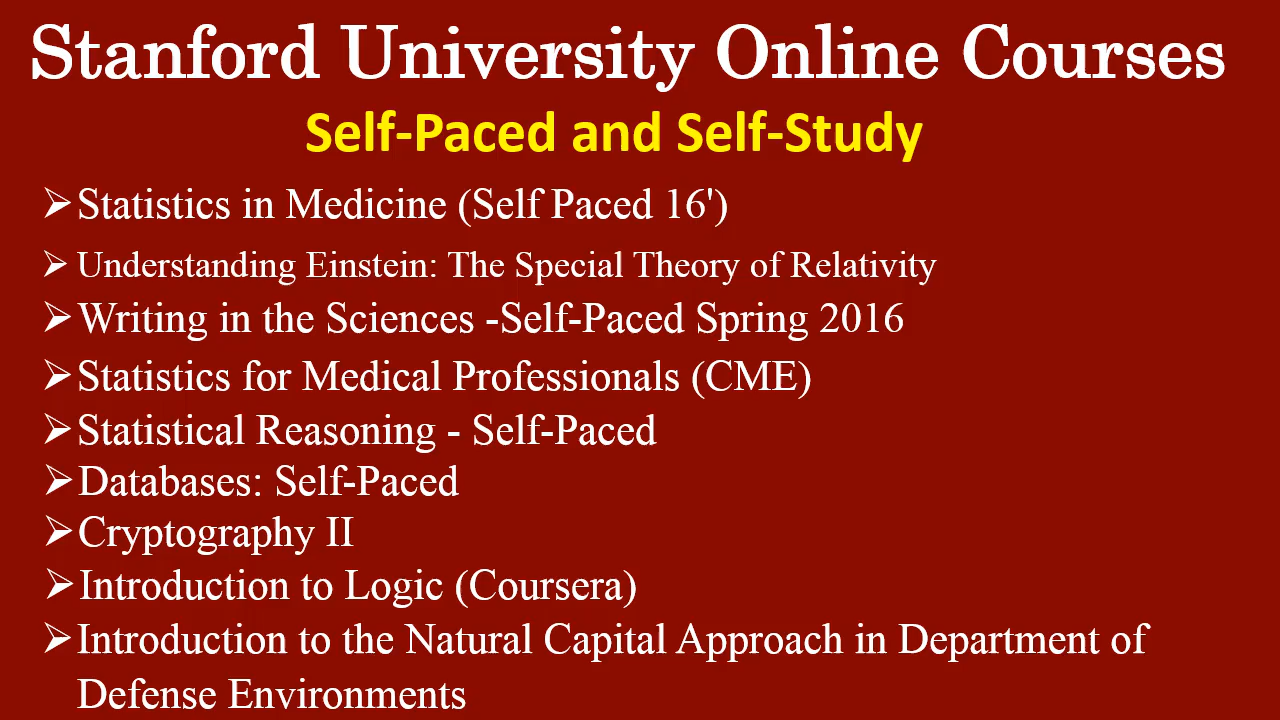 Stanford University Online Courses
Self-Paced and Self-Study
➢Statistics in Medicine (Self Paced 16')
➢Understanding Einstein: The Special Theory of Relativity
➢Writing in the Sciences -Self-Paced Spring 2016
➢Statistics for Medical Professionals (CME)
➢Statistical Reasoning - Self-Paced
➢Databases: Self-Paced
➢Cryptography II
➢Introduction to Logic (Coursera)
➢Introduction to the Natural Capital Approach in Department of
Defense Environments